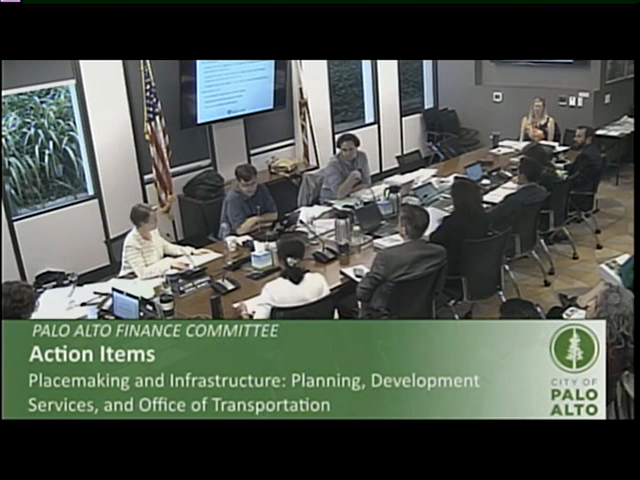 PALO ALTO FINANCE COMMITTEE
Action Items
Placemaking and Infrastructure: Planning, Development
Services, and Office of Transportation
CITY OF
PALO
ALTO